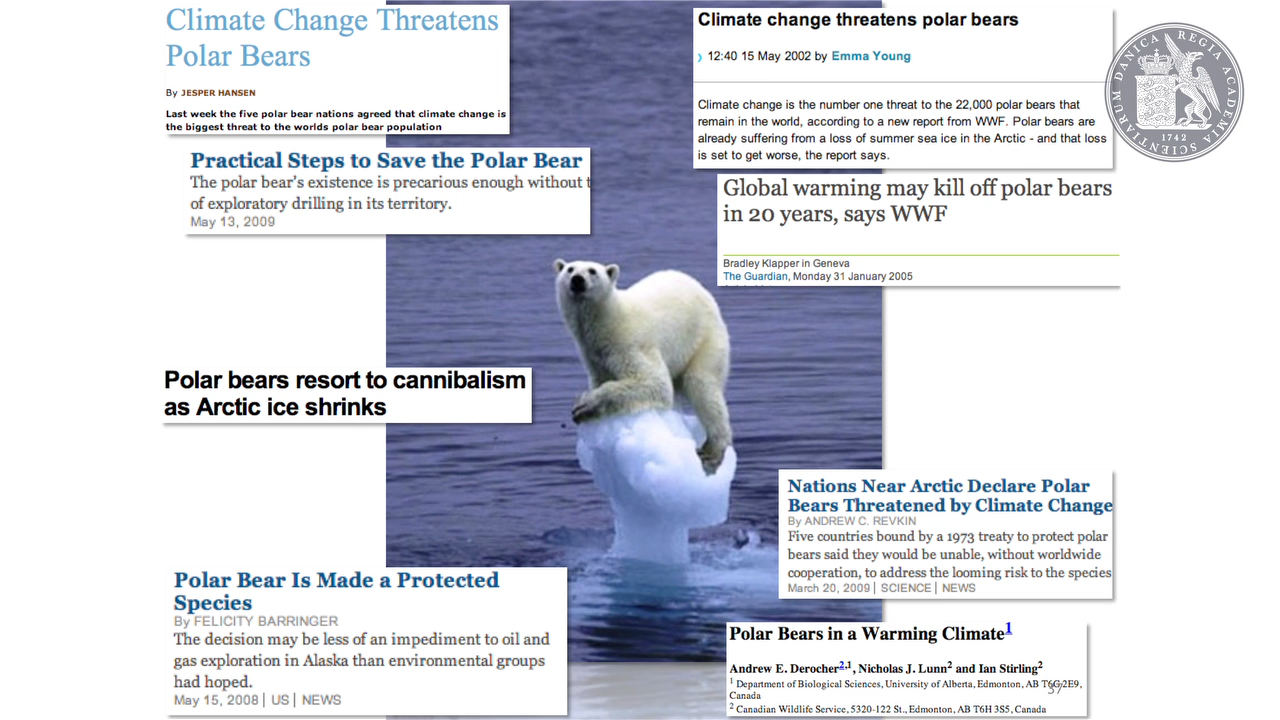 Climate Change Threatens
Polar Bears
By JESPER HANSEN
Last week the five polar bear nations agreed that climate change is
the biggest threat to the worlds polar bear population
Practical Steps to Save the Polar Bear
The polar bear's existence is precarious enough without t
of exploratory drilling in its territory.
May 13, 2009
Polar bears resort to cannibalism
as Arctic ice shrinks
Polar Bear Is Made a Protected
Species
By FELICITY BARRINGER
The decision may be less of an impediment to oil and
gas exploration in Alaska than environmental groups
had hoped.
May 15, 2008 | US | NEWS
Climate change threatens polar bears
12:40 15 May 2002 by Emma Young
Climate change is the number one threat to the 22,000 polar bears that
remain in the world, according to a new report from WWF. Polar bears are
already suffering from a loss of summer sea ice in the Arctic - and that loss
is set to get worse, the report says.
Global warming may kill off polar bears
in 20 years, says WWF
Bradley Klapper in Geneva
The Guardian, Monday 31 January 2005
Nations Near Arctic Declare Polar
Bears Threatened by Climate Change
By ANDREW C. REVKIN
Five countries bound by a 1973 treaty to protect polar
bears said they would be unable, without worldwide
cooperation, to address the looming risk to the species
March 20, 2009 | SCIENCE | NEWS
Polar Bears in a Warming Climate1
Andrew E. Derocher2,1, Nicholas J. Lunn2 and Ian Stirling2
1 Department of Biological Sciences, University of Alberta, Edmonton, AB T6G 2E9,
Canada
2 Canadian Wildlife Service, 5320-122 St., Edmonton, AB T6H 3S5, Canada
REGIA ACADEMIA SCIENTIARUM DANICA
1742